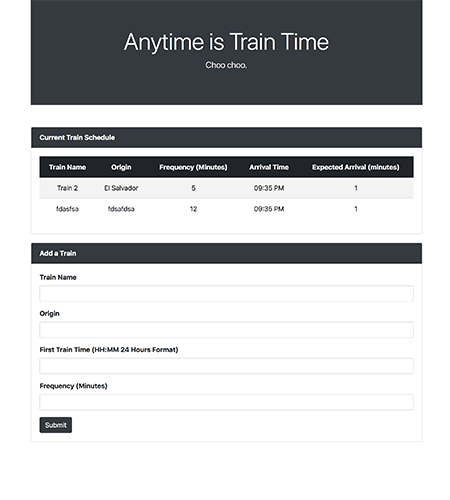 Anytime is Train Time
Choo choo.
Current Train Schedule
Train Name Origin Frequency (Minutes) Arrival Time Expected Arrival (minutes)
Train 2 El Salvador 5 09:35 PM 1
fdasfsa fdsafdsa 12 09:35 PM 1
Add a Train
Train Name
Origin
First Train Time (HH:MM 24 Hours Format)
Frequency (Minutes)
Submit